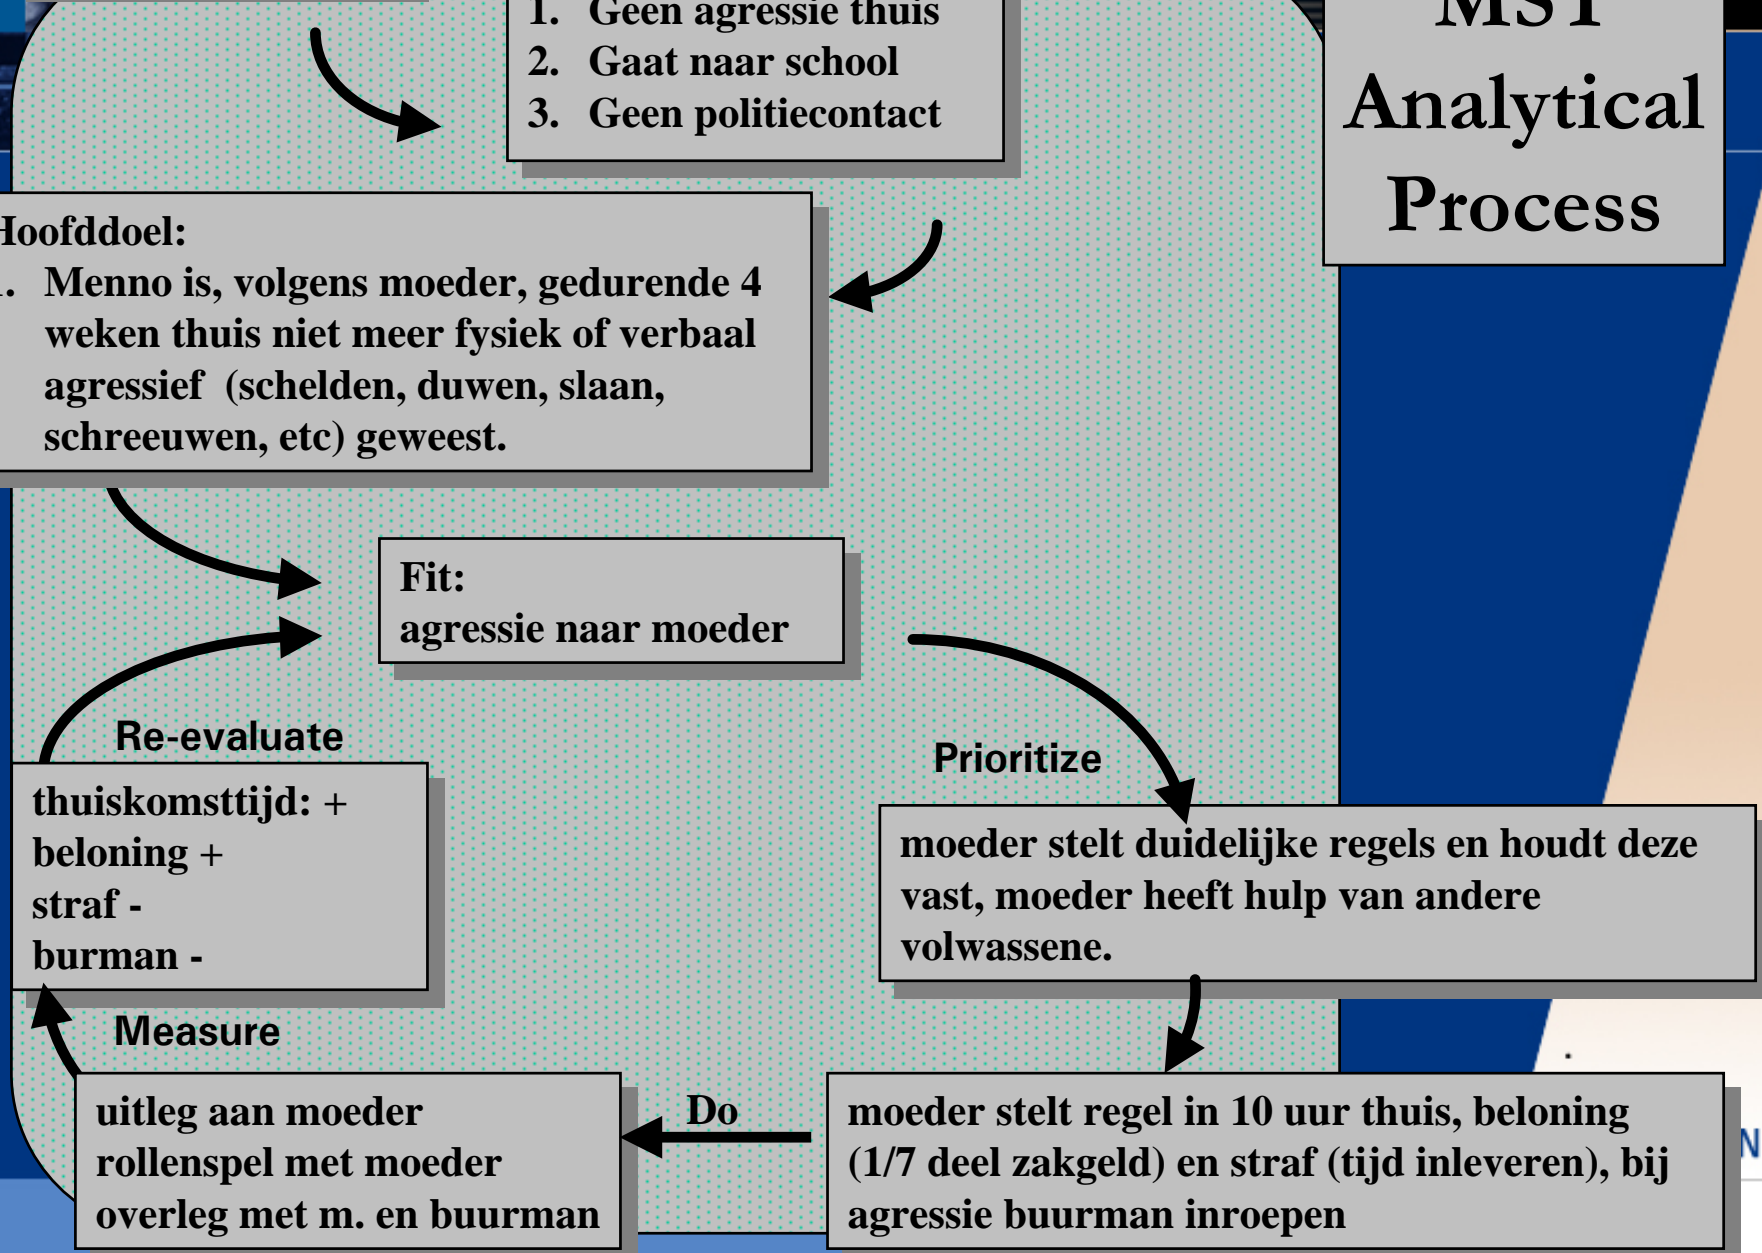 1. Geen agressie thuis
2. Gaat naar school
3. Geen politiecontact
MST
Analytical
Process
Hoofddoel:
. Menno is, volgens moeder, gedurende 4
weken thuis niet meer fysiek of verbaal
agressief (schelden, duwen, slaan,
schreeuwen, etc) geweest.
Fit:
agressie naar moeder
Re-evaluate
Prioritize
thuiskomsttijd: +
beloning +
straf -
burman -
moeder stelt duidelijke regels en houdt deze
vast, moeder heeft hulp van andere
volwassene.
Measure
uitleg aan moeder
rollenspel met moeder
overleg met m. en buurman
Do
moeder stelt regel in 10 uur thuis, beloning
(1/7 deel zakgeld) en straf (tijd inleveren), bij
agressie buurman inroepen
N